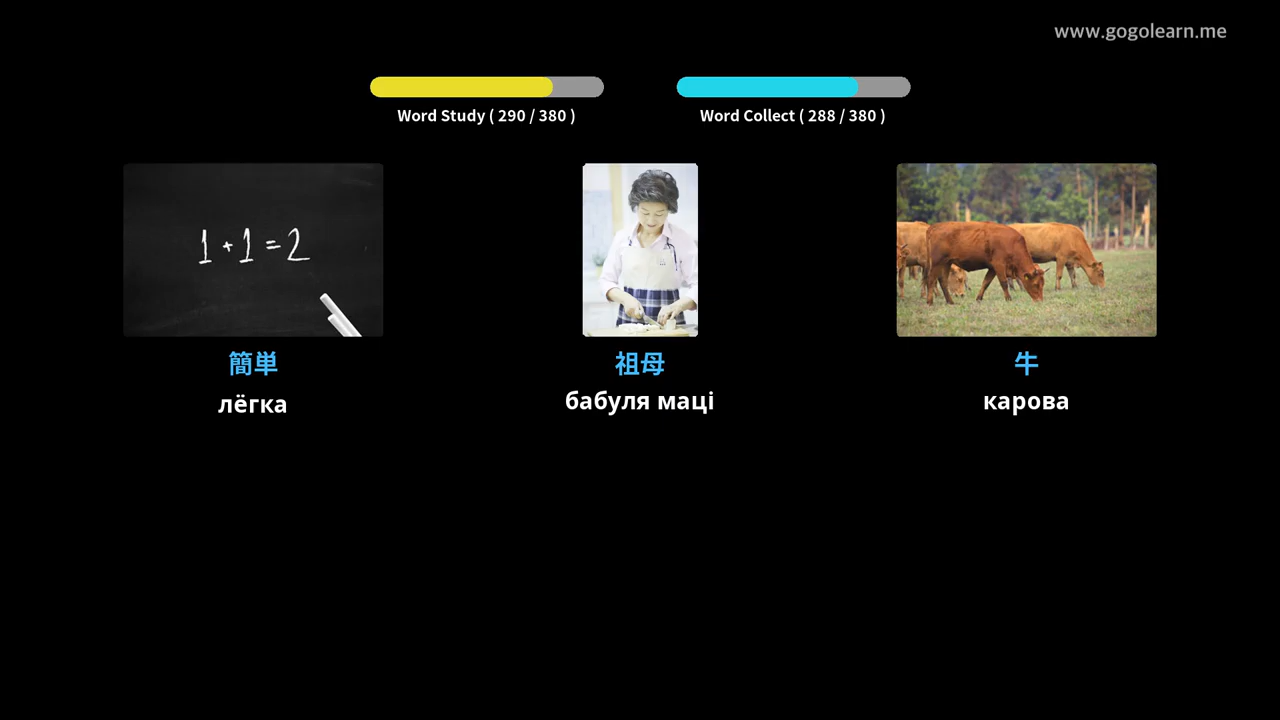 www.gogolearn.me
Word Study ( 290 / 380 )
Word Collect ( 288 / 380 )
1 + 1 = 2
簡単
祖母
牛
лёгка
бабуля маці
карова